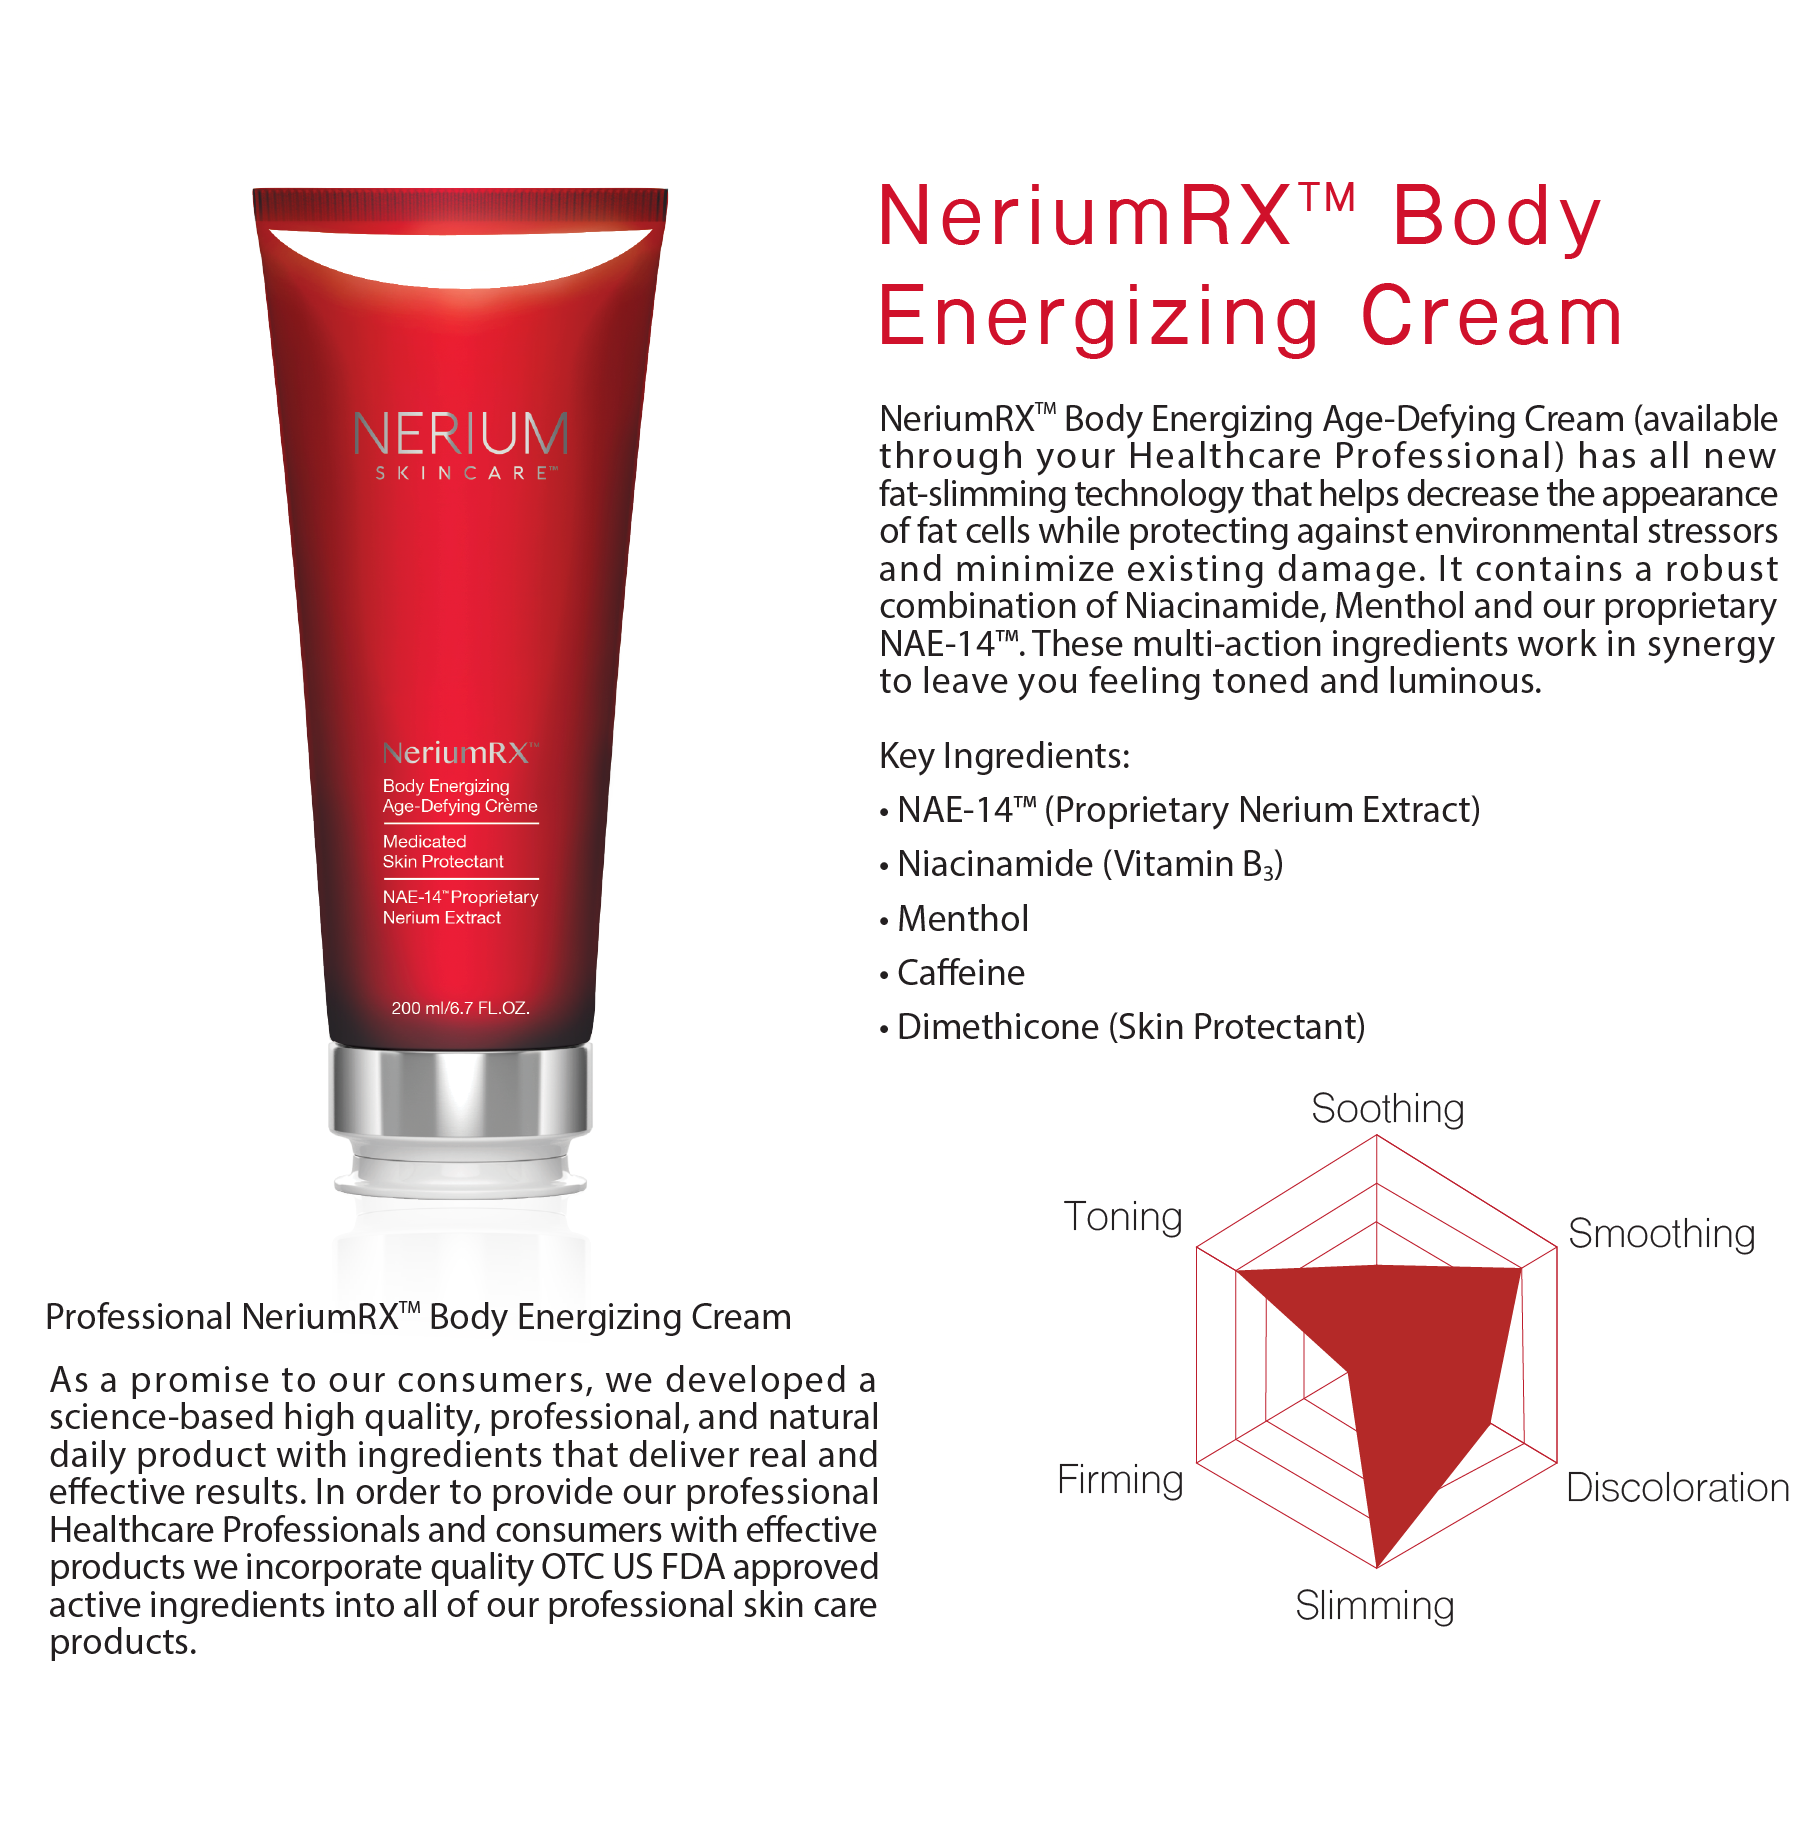 NERIUM
SKINCARE™
NeriumRX™
Body Energizing
Age-Defying Crème
Medicated
Skin Protectant
NAE-14™ Proprietary
Nerium Extract
200 ml/6.7 FL.OZ.
Professional NeriumRX™ Body Energizing Cream
As a promise to our consumers, we developed a
science-based high quality, professional, and natural
daily product with ingredients that deliver real and
effective results. In order to provide our professional
Healthcare Professionals and consumers with effective
products we incorporate quality OTC US FDA approved
active ingredients into all of our professional skin care
products.
NeriumRX™ Body
Energizing Cream
NeriumRX™ Body Energizing Age-Defying Cream (available
through your Healthcare Professional) has all new
fat-slimming technology that helps decrease the appearance
of fat cells while protecting against environmental stressors
and minimize existing damage. It contains a robust
combination of Niacinamide, Menthol and our proprietary
NAE-14™. These multi-action ingredients work in synergy
to leave you feeling toned and luminous.
Key Ingredients:
• NAE-14™ (Proprietary Nerium Extract)
• Niacinamide (Vitamin B₃)
• Menthol
• Caffeine
• Dimethicone (Skin Protectant)
Soothing
Toning
Smoothing
Firming
Discoloration
Slimming